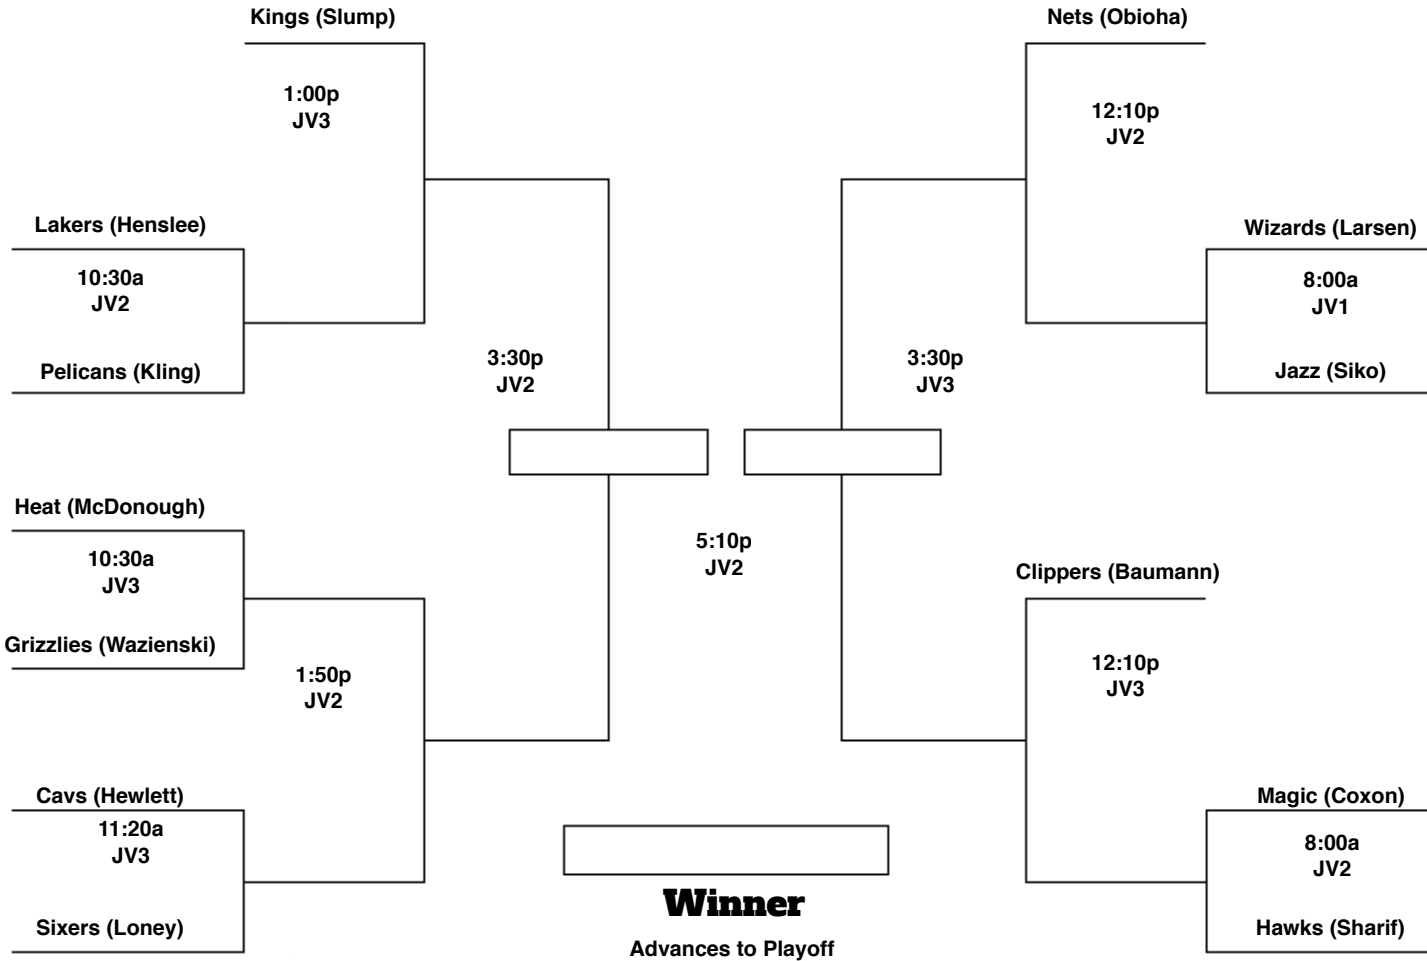 Kings (Slump)
1:00p
JV3
Lakers (Henslee)
10:30a
JV2
Pelicans (Kling)
3:30p
JV2
Heat (McDonough)
10:30a
JV3
Grizzlies (Wazienski)
1:50p
JV2
Cavs (Hewlett)
11:20a
JV3
Sixers (Loney)
Nets (Obioha)
12:10p
JV2
Wizards (Larsen)
8:00a
JV1
Jazz (Siko)
3:30p
JV3
Clippers (Baumann)
12:10p
JV3
Magic (Coxon)
8:00a
JV2
Hawks (Sharif)
5:10p
JV2
Winner
Advances to Playoff